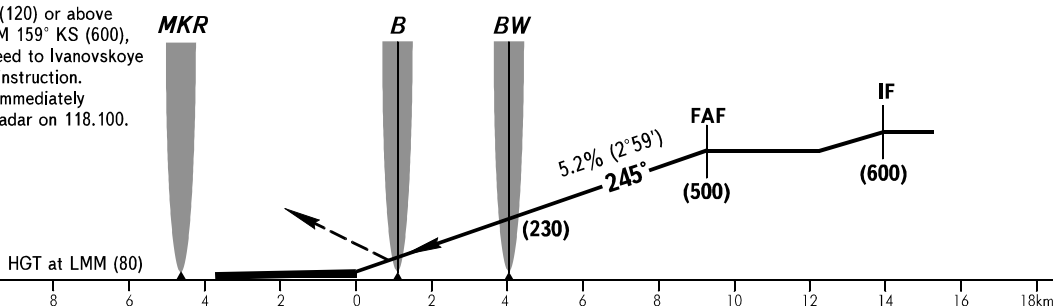 (120) or above
M 159° KS (600),
eed to Ivanovskoye
nstruction.
mmediately
adar on 118.100.
MKR
B
BW
IF
FAF
5.2% (2°59')
245°
(600)
(500)
(230)
HGT at LMM (80)
8 6 4 2 0 2 4 6 8 10 12 14 16 18km